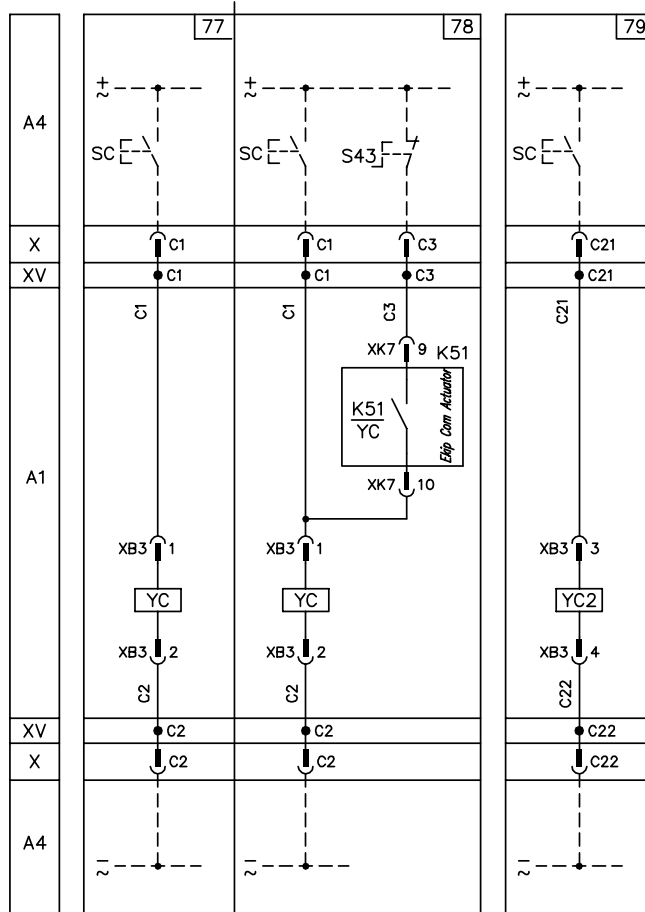 77 78 79
+ + +
~ ~ ~
A4
SC SC S43 SC
X C1 C1 C3 C21
XV C1 C1 C3 C21
C1 C1 C3 C21
XK7 9 K51
K51
YC
Ekip Com Actuator
A1
XK7 10
XB3 1 XB3 1 XB3 3
YC YC YC2
XB3 2 XB3 2 XB3 4
C2 C2 C22
XV C2 C2 C22
X C2 C2 C22
A4
− − −
~ ~ ~